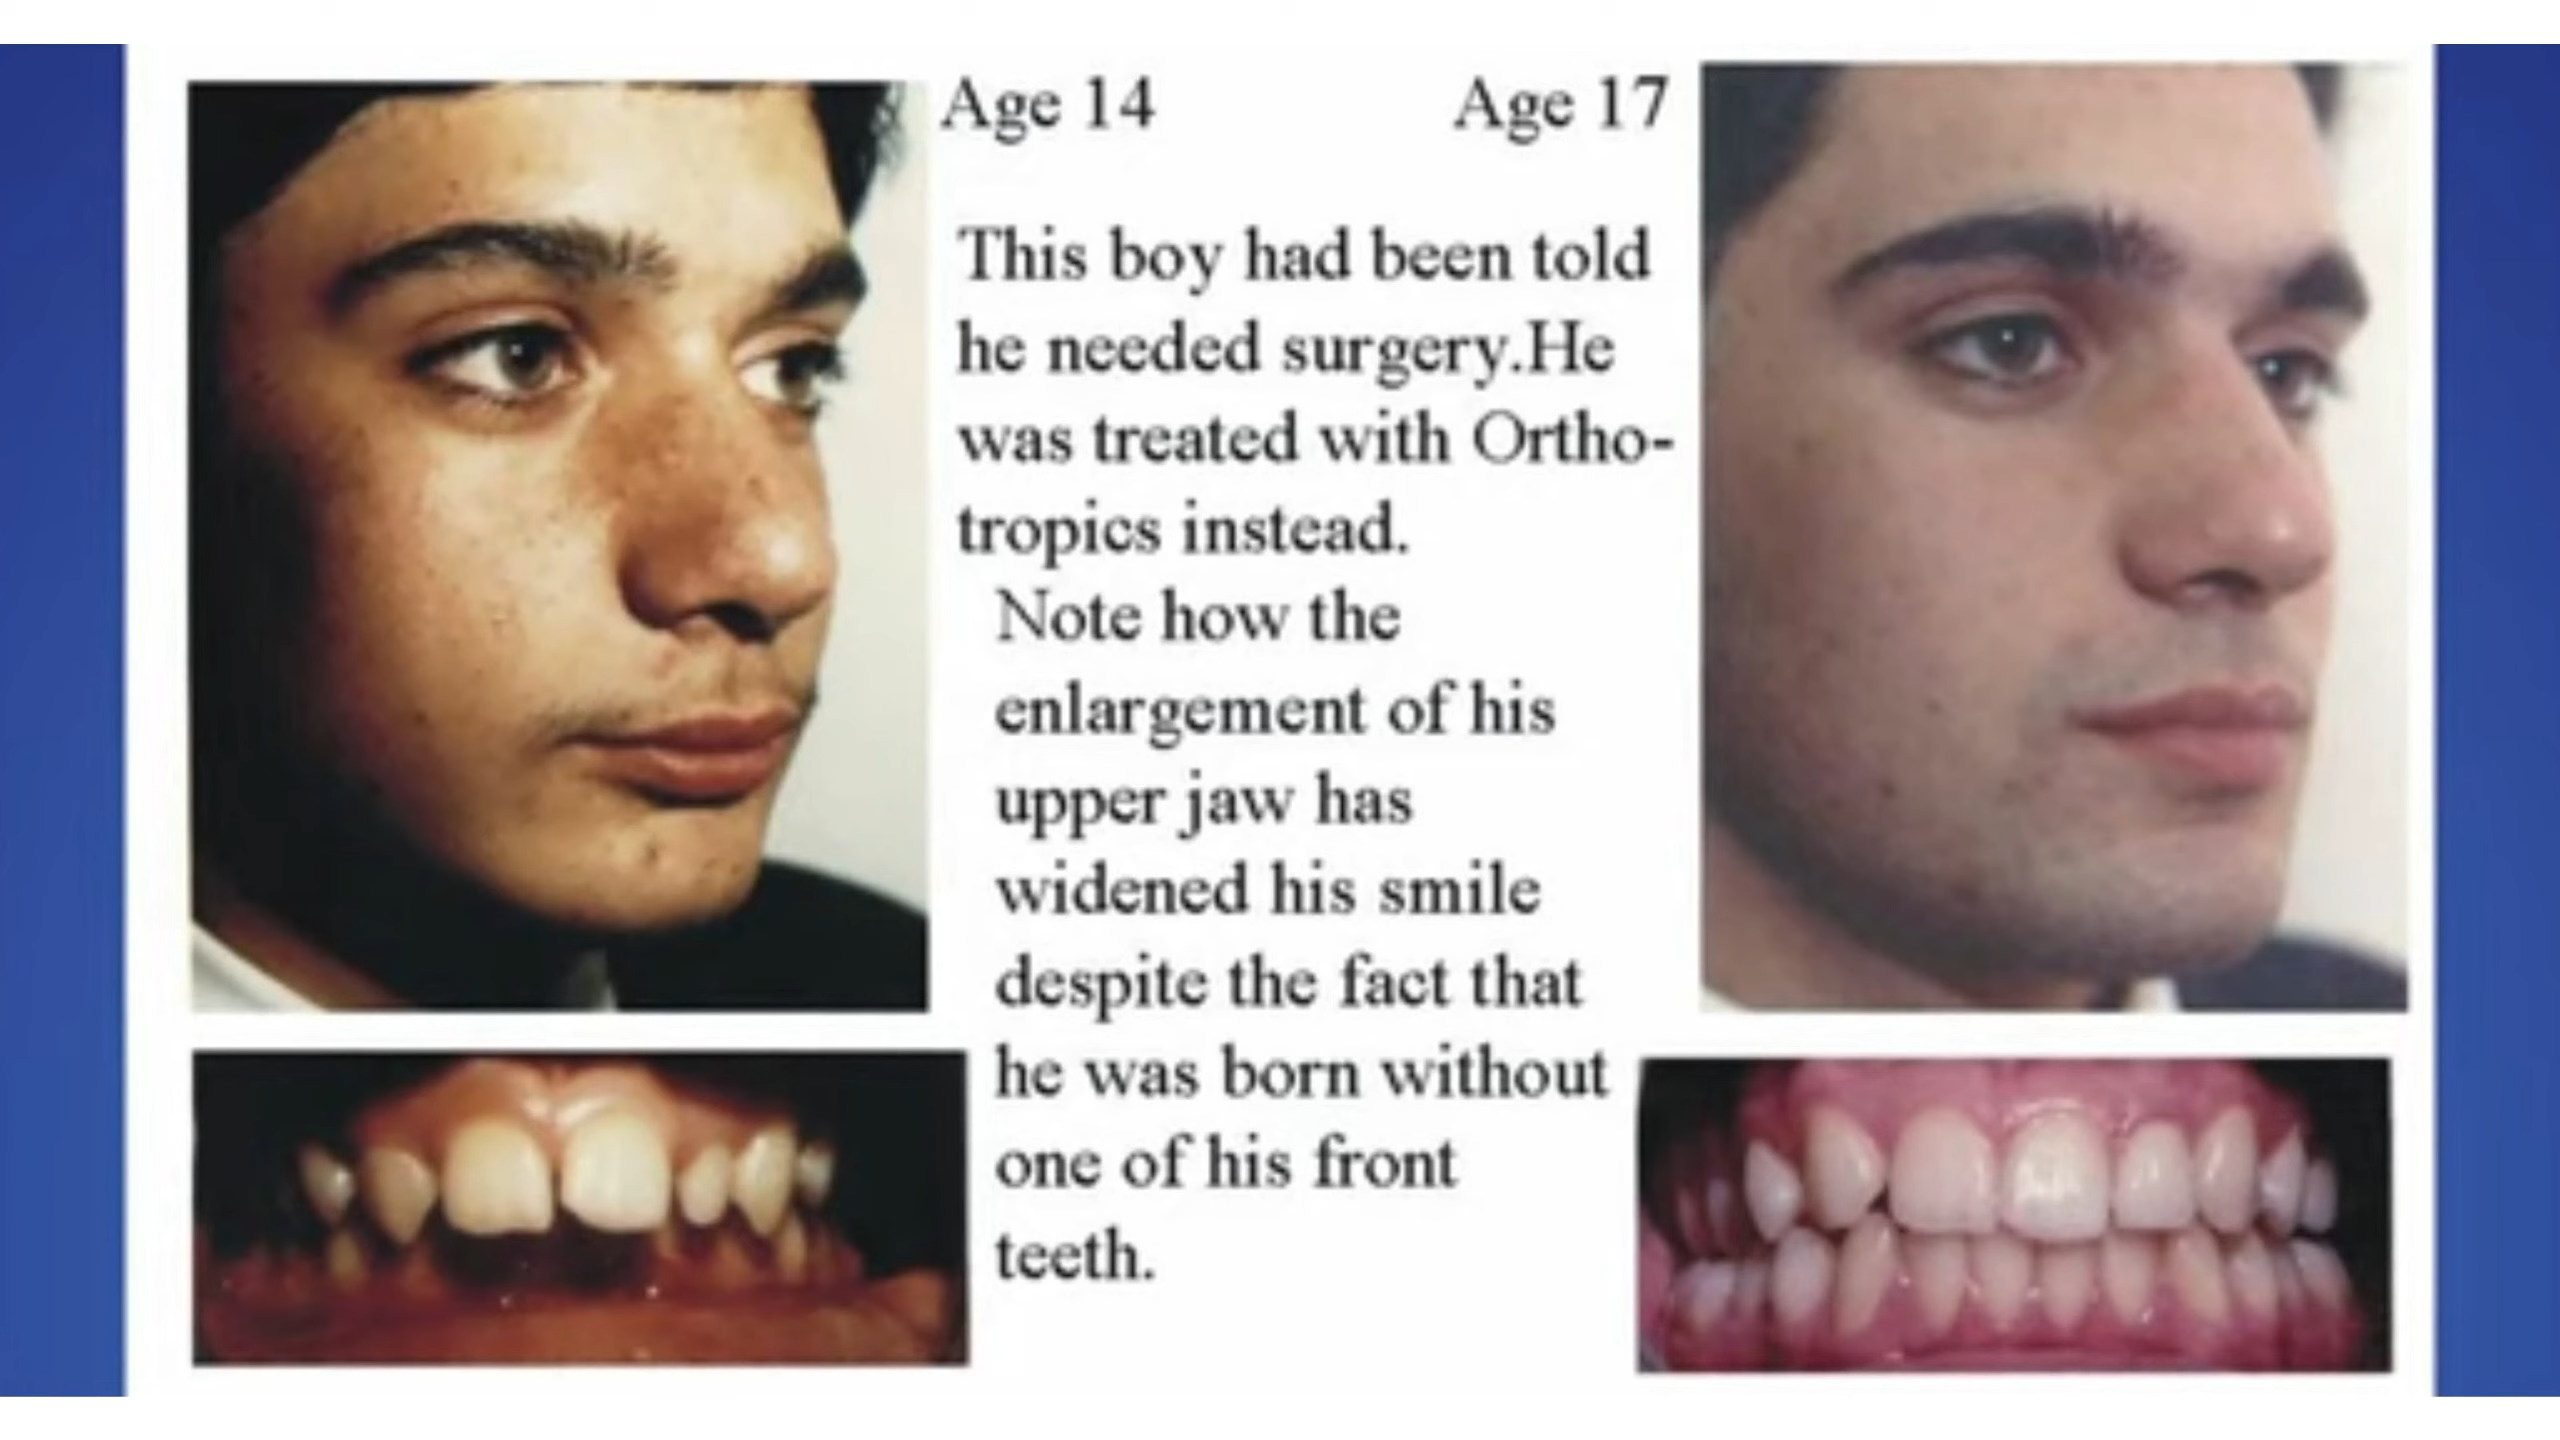 Age 14
Age 17
This boy had been told
he needed surgery.He
was treated with Ortho-
tropics instead.
Note how the
enlargement of his
upper jaw has
widened his smile
despite the fact that
he was born without
one of his front
teeth.